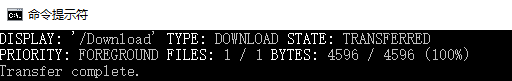 命令提示符
DISPLAY: '/Download' TYPE: DOWNLOAD STATE: TRANSFERRED
PRIORITY: FOREGROUND FILES: 1 / 1 BYTES: 4596 / 4596 (100%)
Transfer complete.